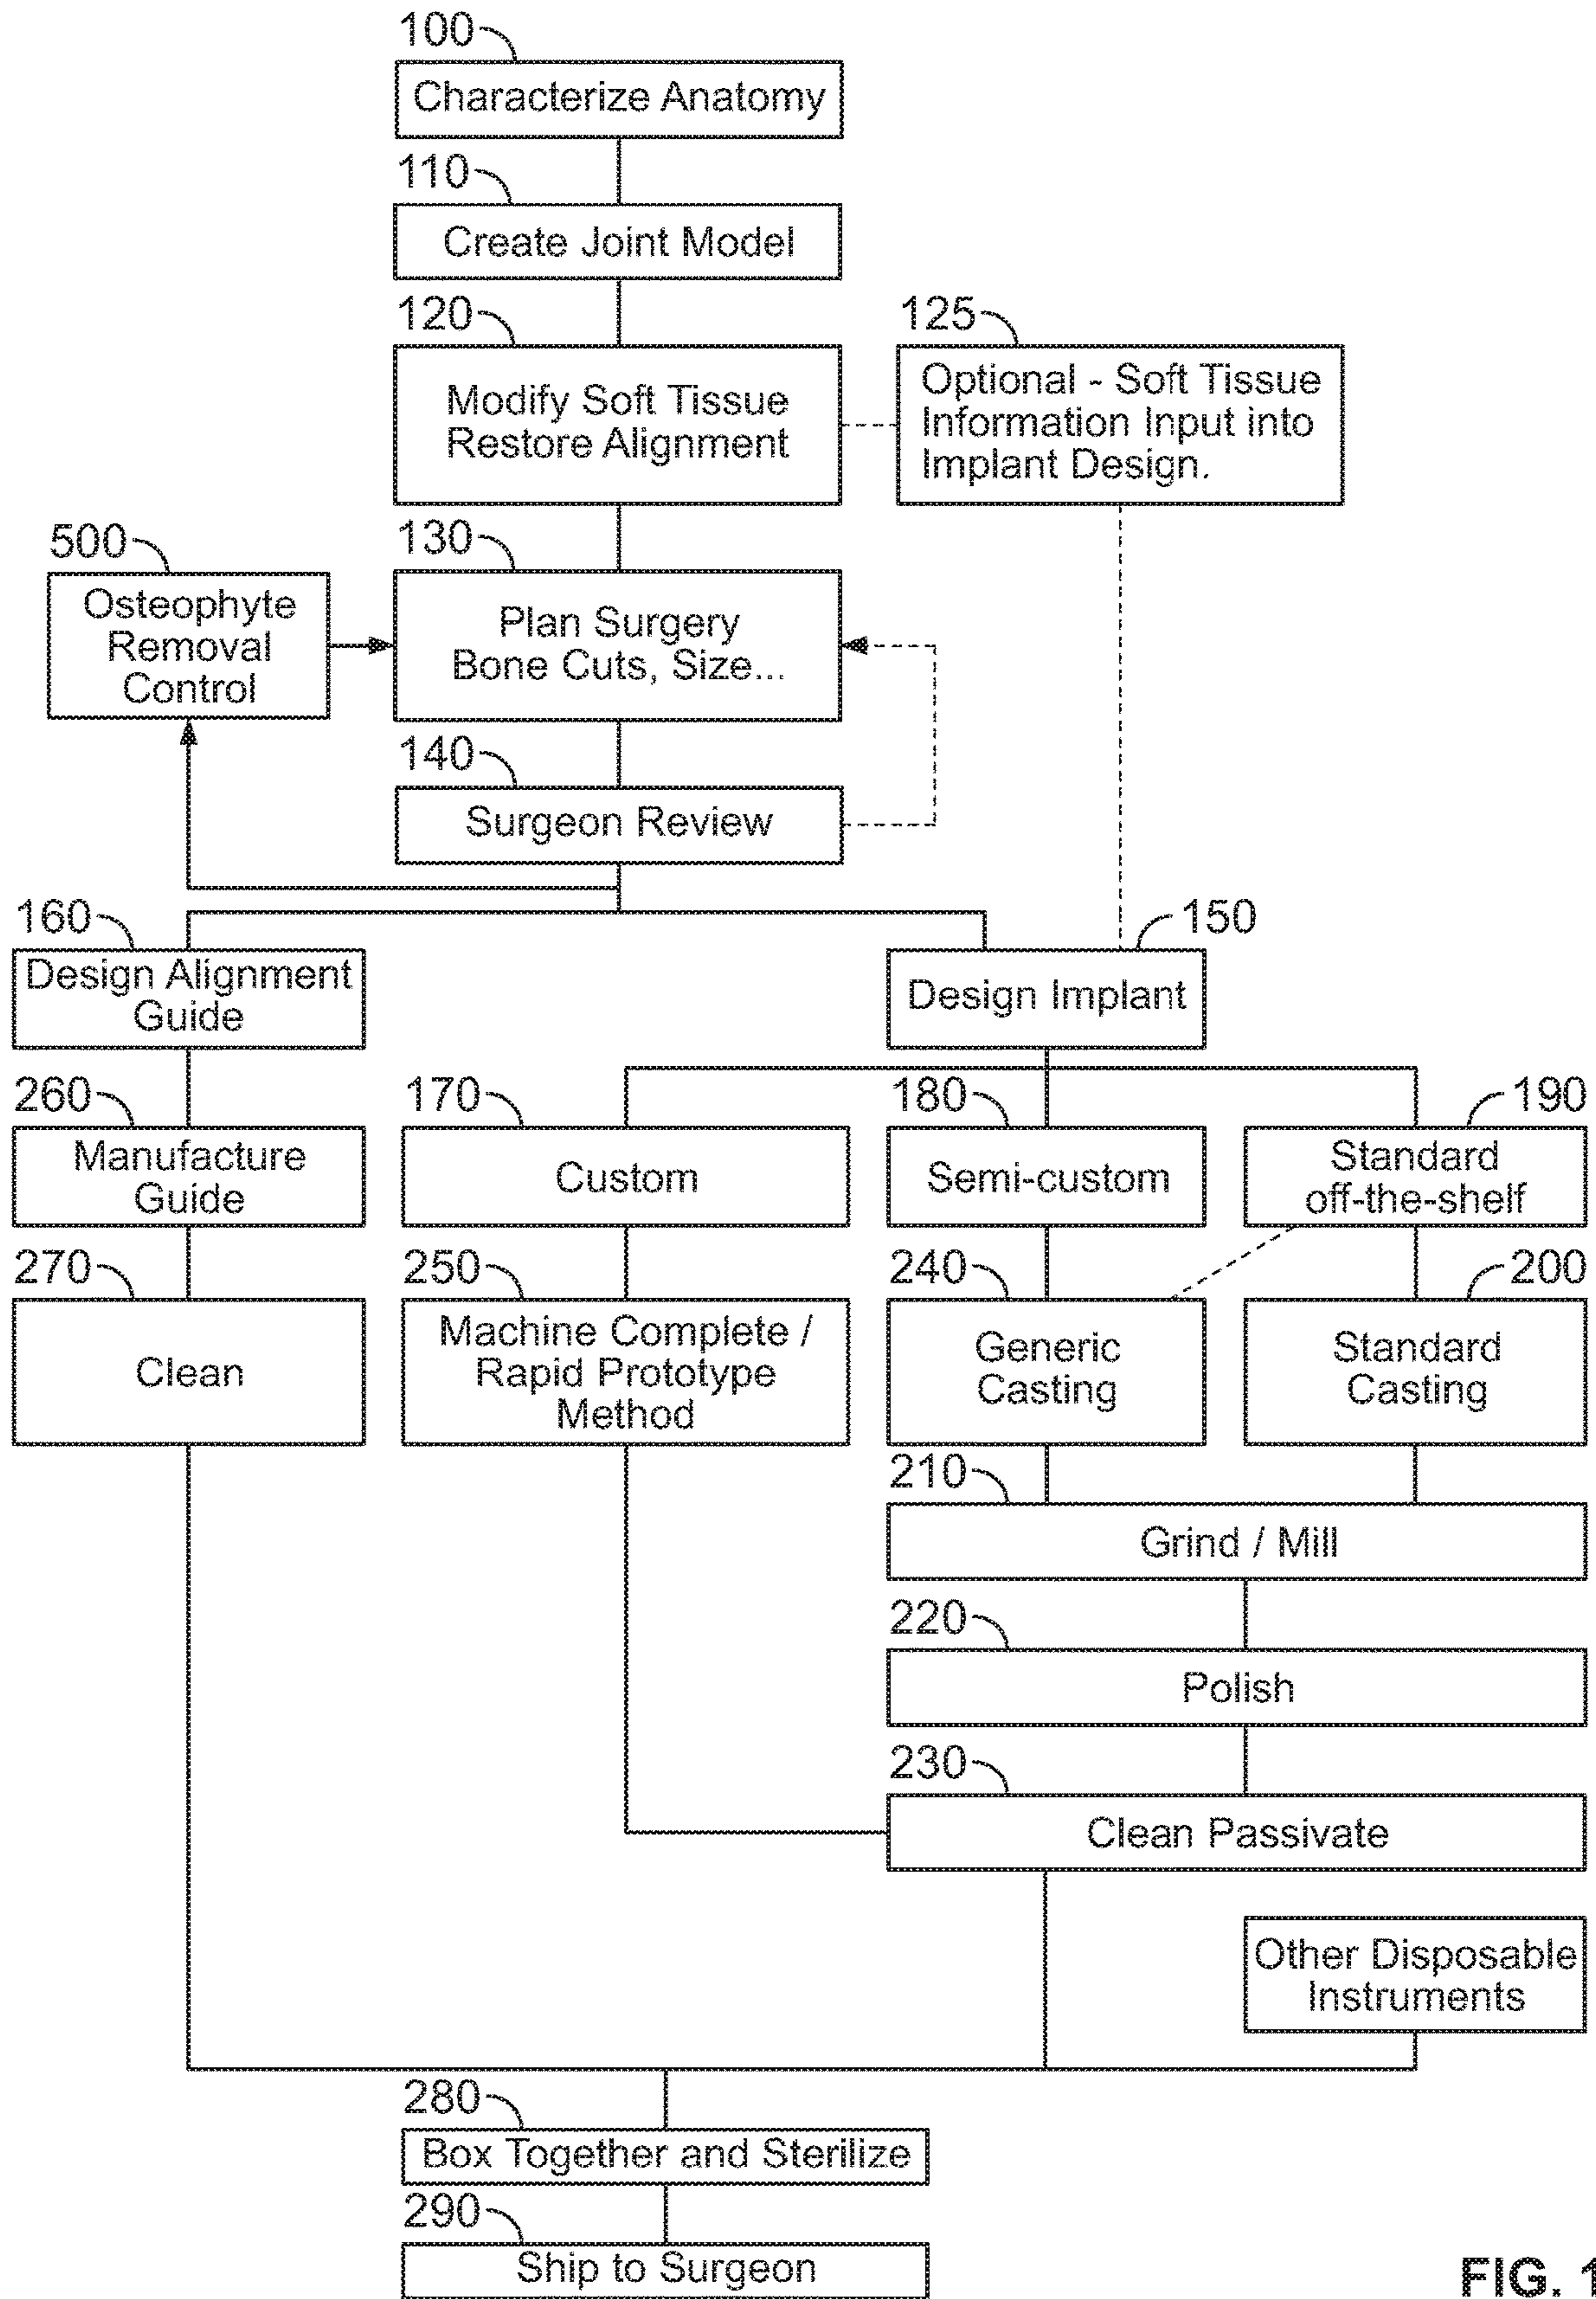 100
Characterize Anatomy
110
Create Joint Model
120
Modify Soft Tissue
Restore Alignment
125
Optional - Soft Tissue
Information Input into
Implant Design.
500
Osteophyte
Removal
Control
130
Plan Surgery
Bone Cuts, Size...
140
Surgeon Review
160
Design Alignment
Guide
150
Design Implant
260
Manufacture
Guide
170
Custom
180
Semi-custom
190
Standard
off-the-shelf
270
Clean
250
Machine Complete /
Rapid Prototype
Method
240
Generic
Casting
200
Standard
Casting
210
Grind / Mill
220
Polish
230
Clean Passivate
Other Disposable
Instruments
280
Box Together and Sterilize
290
Ship to Surgeon
FIG. 1